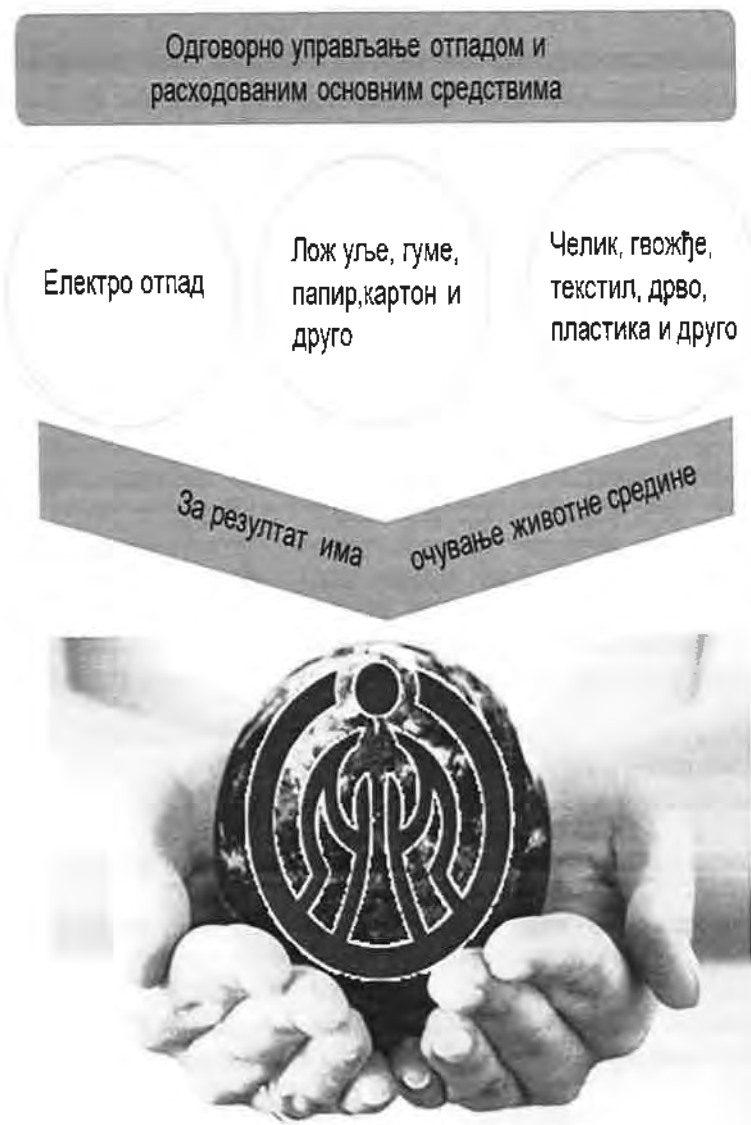 Одговорно управљање отпадом и
расходованим основним средствима
Електро отпад
Лож уље, гуме,
папир,картон и
друго
Челик, гвожђе,
текстил, дрво,
пластика и друго
За резултат има
очување животне средине